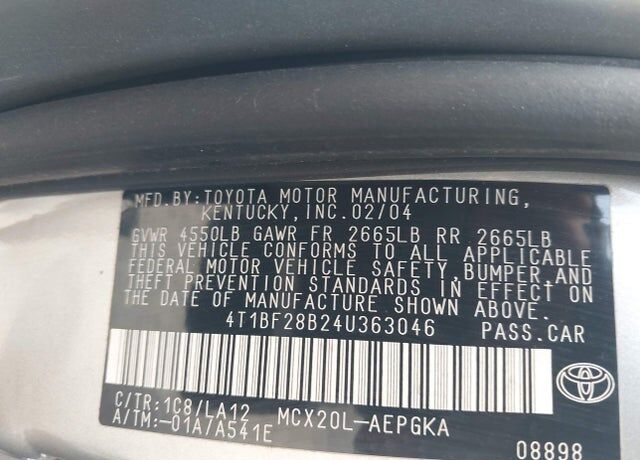 MFD.BY:TOYOTA MOTOR MANUFACTURING,
KENTUCKY,INC.02/04
GVWR 4550LB GAWR FR 2665LB RR 2665LB
THIS VEHICLE CONFORMS TO ALL APPLICABLE
FEDERAL MOTOR VEHICLE SAFETY,BUMPER,AND
THEFT PREVENTION STANDARDS IN EFFECT ON
THE DATE OF MANUFACTURE SHOWN ABOVE.
4T1BF28B24U363046 PASS.CAR
C/TR:1C8/LA12 MCX20L-AEPGKA
A/TM:-01A/A541E
08898